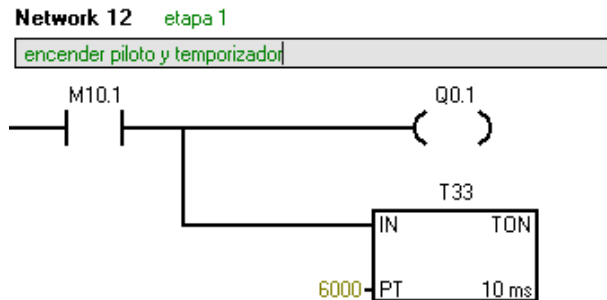 Network 12 etapa 1
encender piloto y temporizador
M10.1 Q0.1
T33
IN TON
6000 PT 10 ms